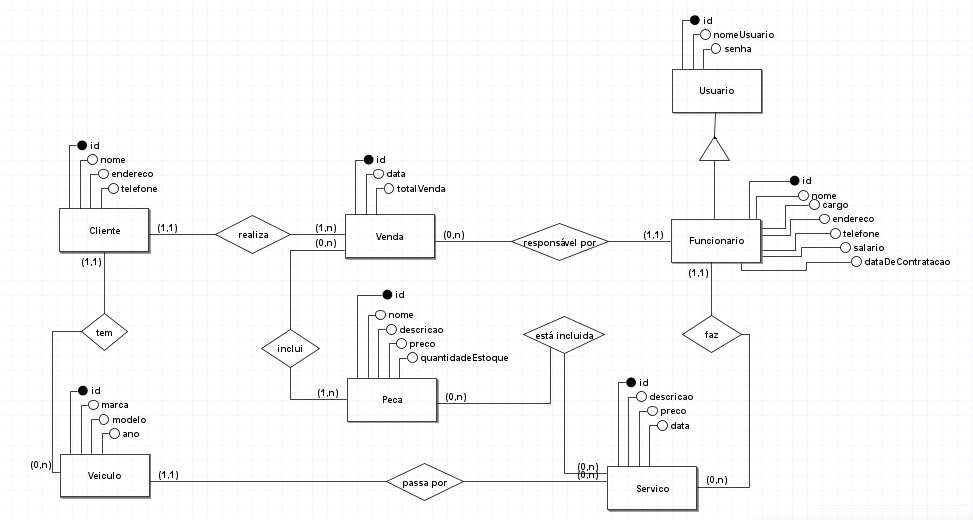 id
nomeUsuario
senha
Usuario
id
nome
endereco
telefone
Cliente
(1,1)
realiza
(1,n)
(0,n)
id
data
totalVenda
Venda
(0,n)
responsável por
(1,1)
Funcionario
id
nome
cargo
endereco
telefone
salario
dataDeContratacao
(1,1)
(1,1)
tem
inclui
id
nome
descricao
preco
quantidadeEstoque
está incluida
faz
(1,n)
Peca
(0,n)
id
marca
modelo
ano
id
descricao
preco
data
(0,n)
Veiculo
(1,1)
passa por
(0,n)
(0,n)
Servico
(0,n)